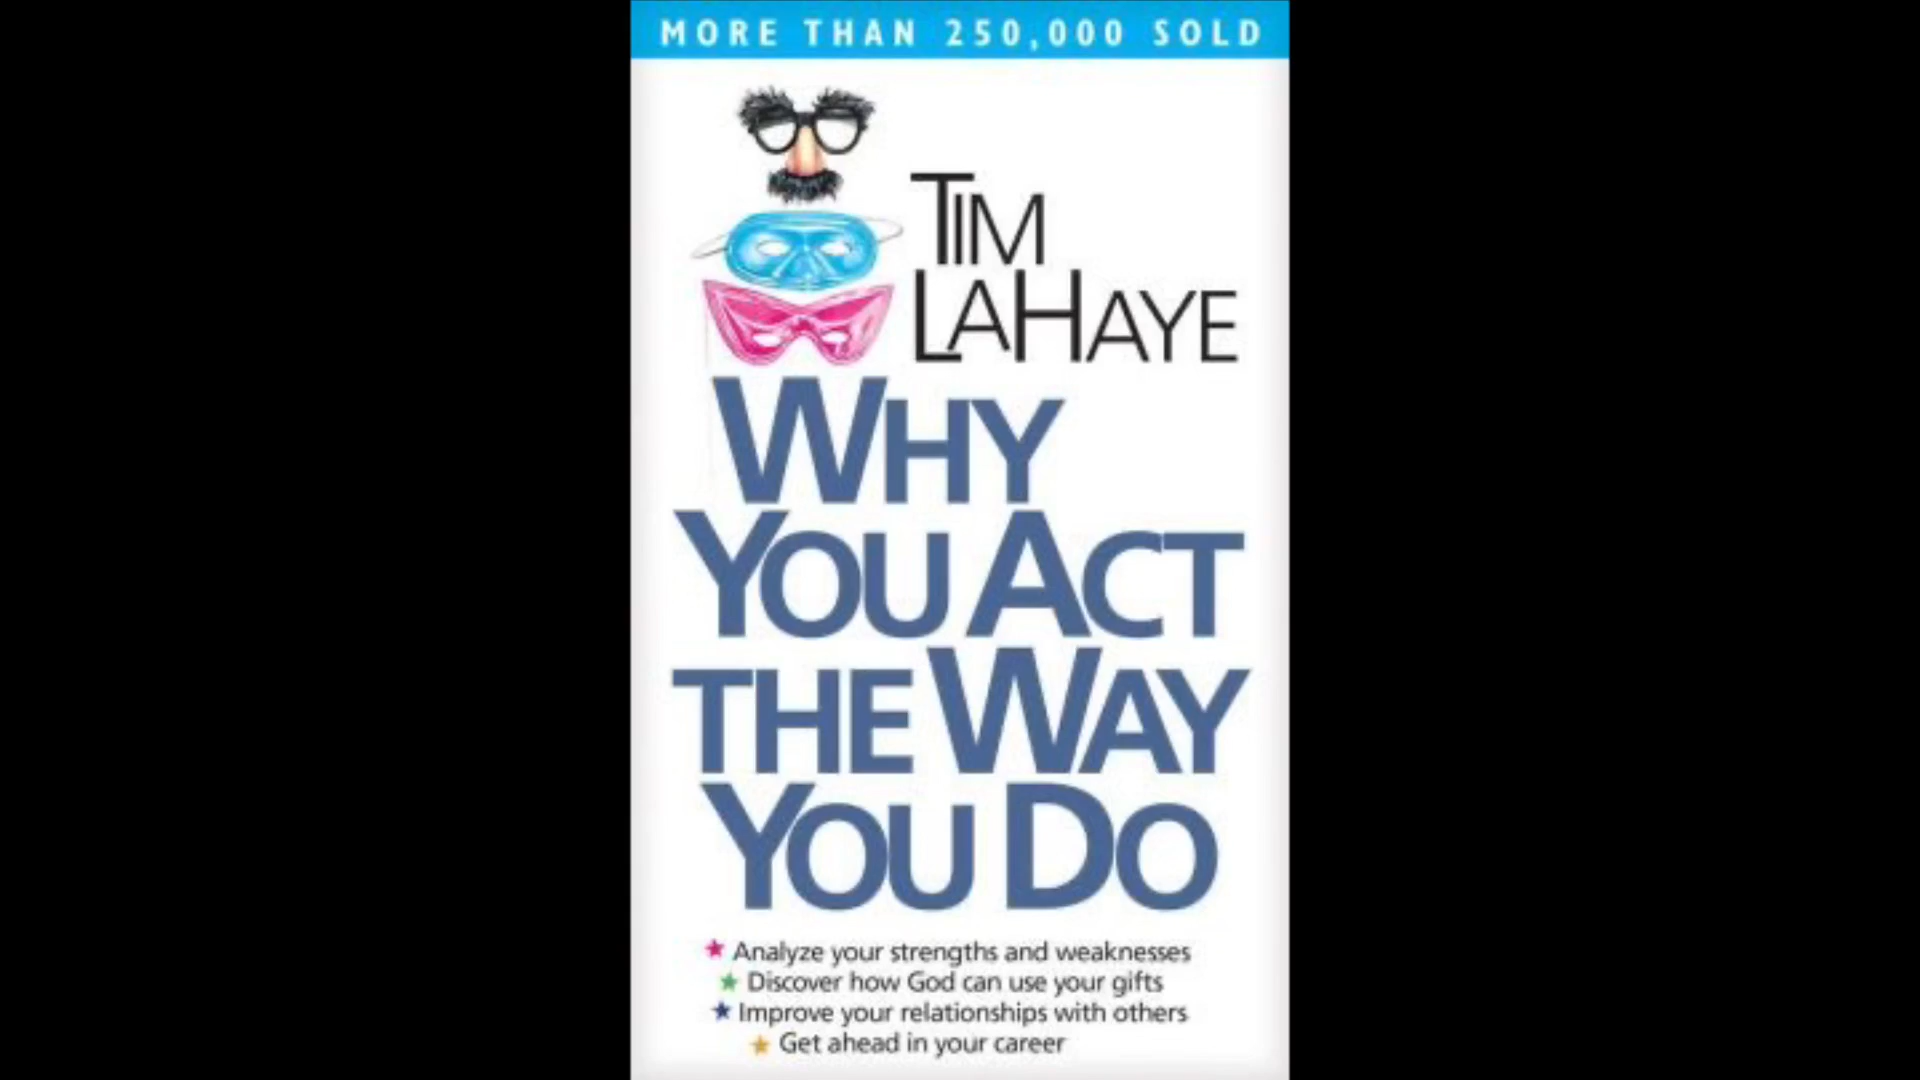 MORE THAN 250,000 SOLD
TIM
LAHAYE
WHY
YOU ACT
THE WAY
YOU DO
Analyze your strengths and weaknesses
Discover how God can use your gifts
Improve your relationships with others
Get ahead in your career